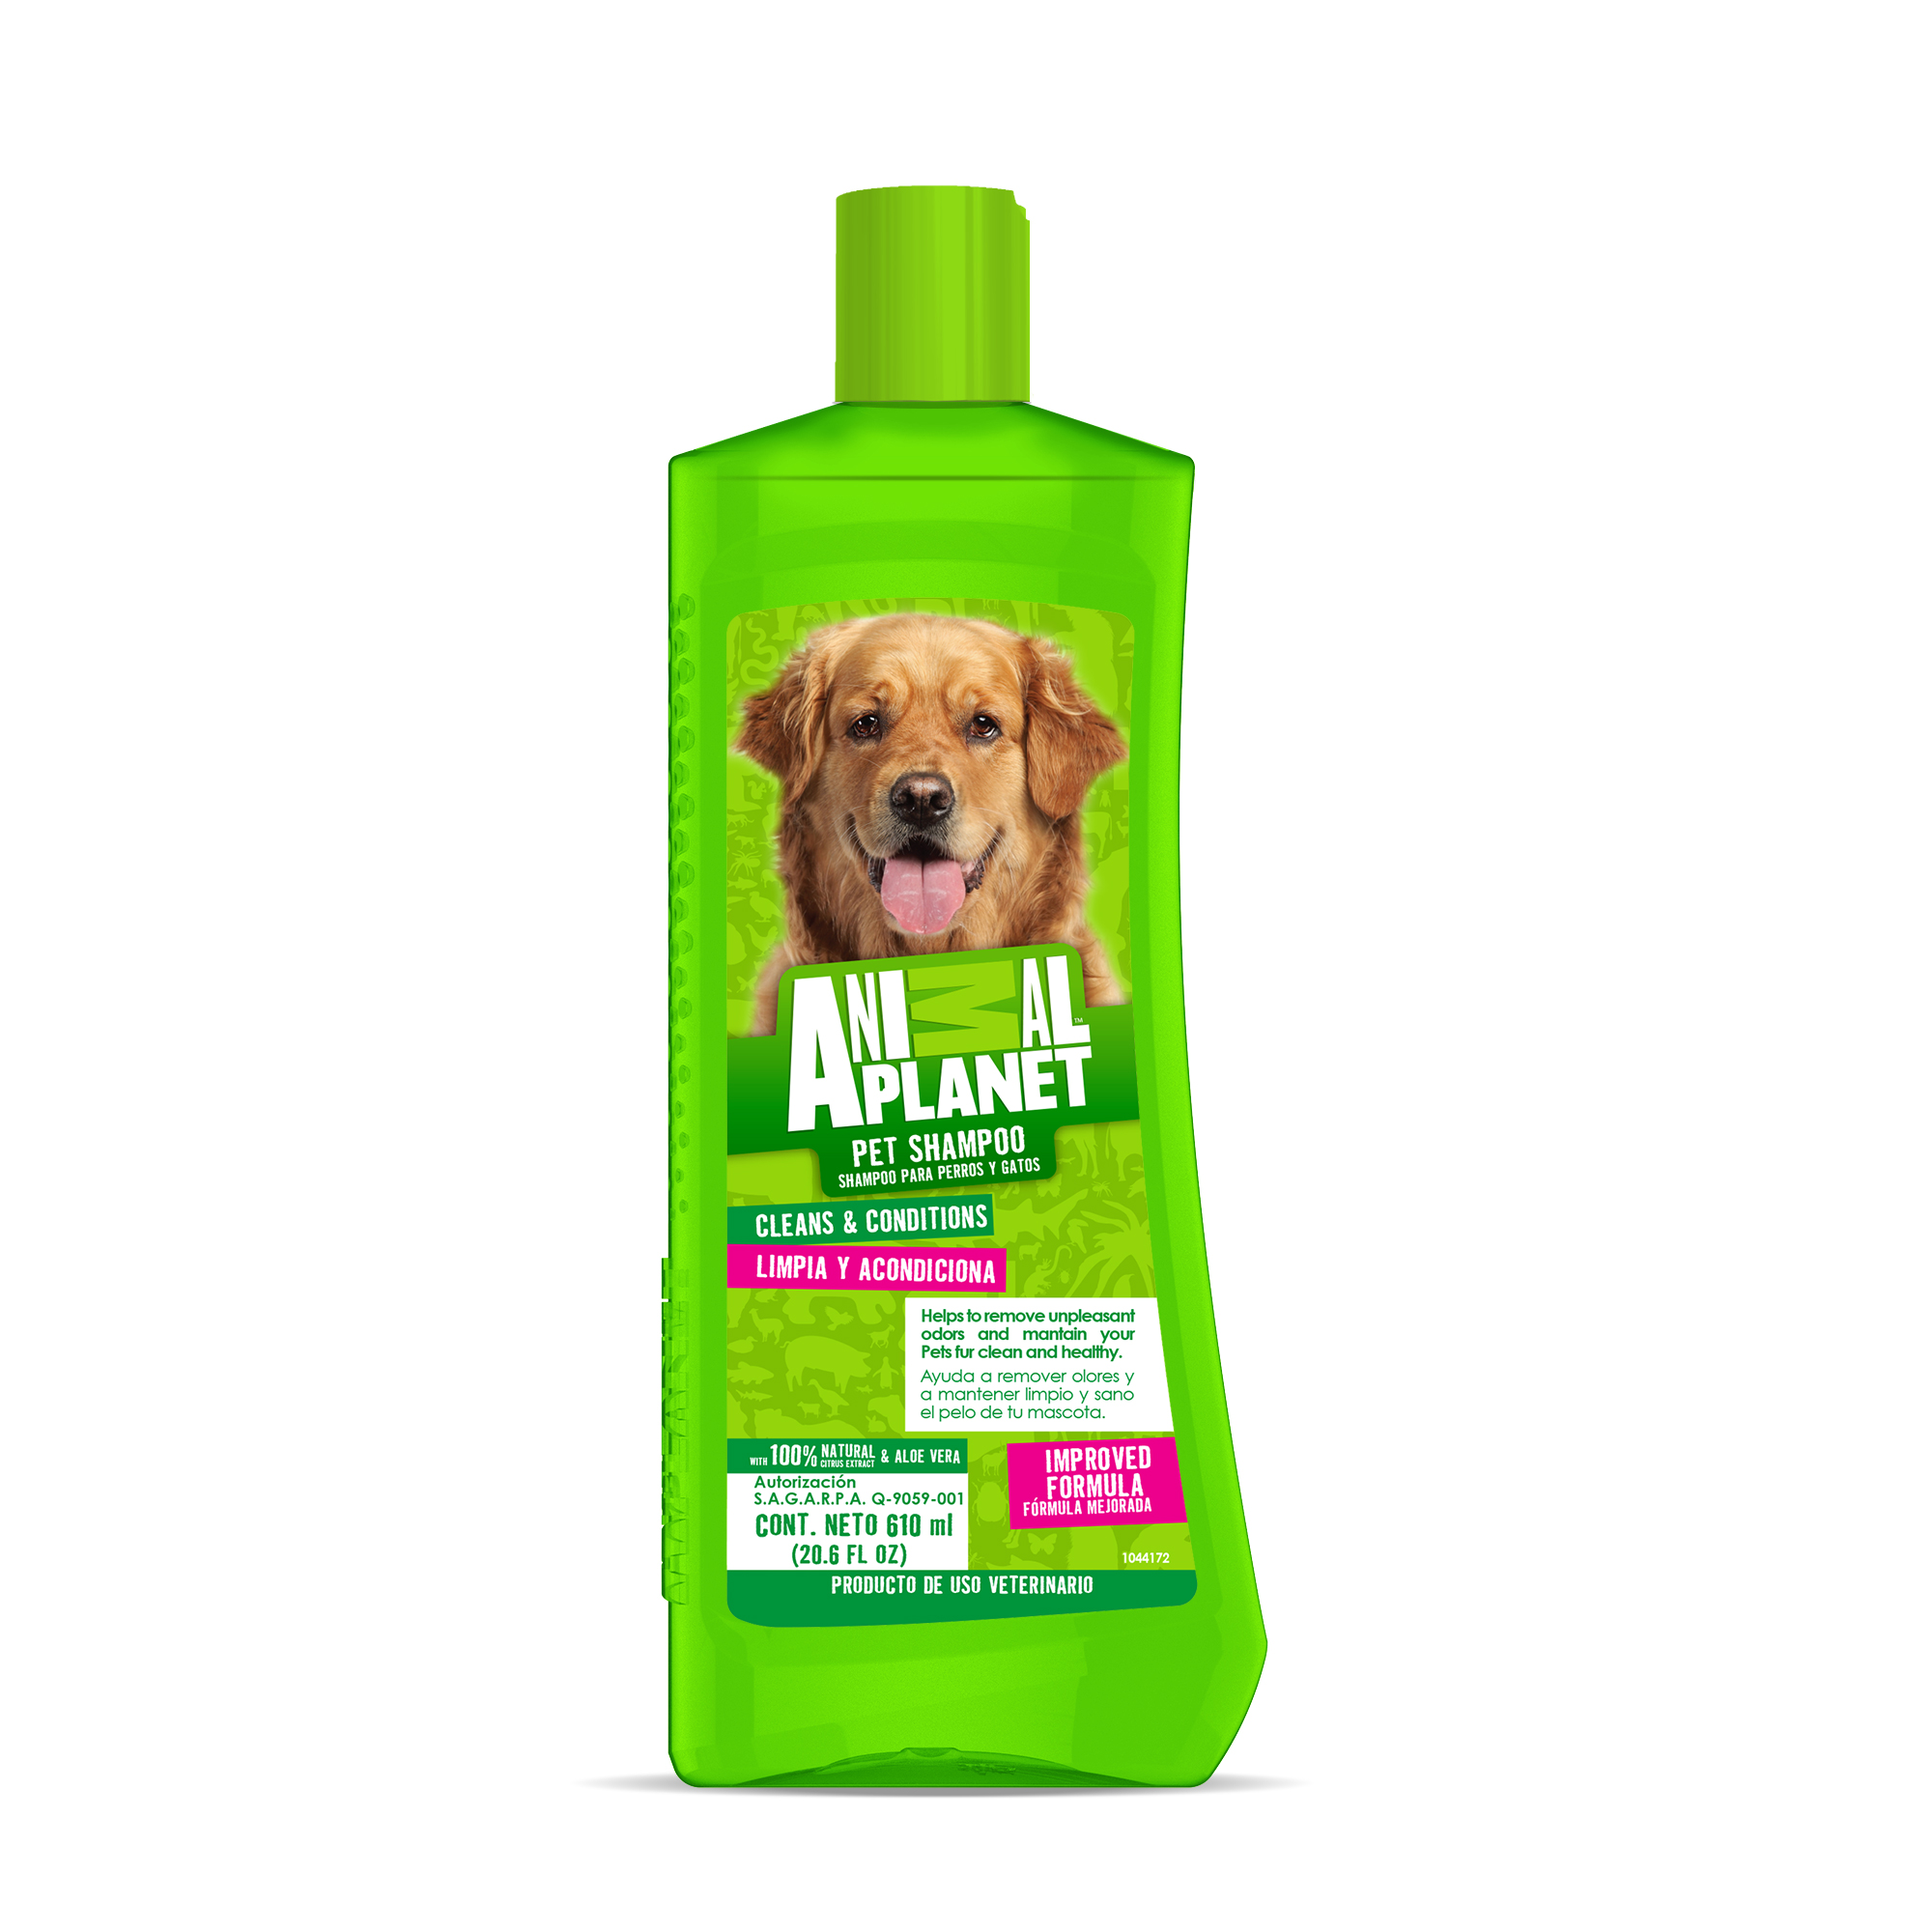 ANIMAL
PLANET
™
PET SHAMPOO
SHAMPOO PARA PERROS Y GATOS
CLEANS & CONDITIONS
LIMPIA Y ACONDICIONA
Helps to remove unpleasant
odors and mantain your
Pets fur clean and healthy.
Ayuda a remover olores y
a mantener limpio y sano
el pelo de tu mascota.
WITH 100% NATURAL CITRUS EXTRACT & ALOE VERA
Autorización
S.A.G.A.R.P.A. Q-9059-001
CONT. NETO 610 ml
(20.6 FL OZ)
IMPROVED
FORMULA
FÓRMULA MEJORADA
1044172
PRODUCTO DE USO VETERINARIO